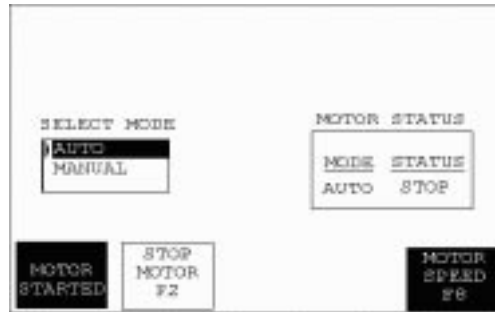 SELECT MODE
AUTO
MANUAL
MOTOR STATUS
MODE STATUS
AUTO STOP
MOTOR
STARTED
STOP
MOTOR
F2
MOTOR
SPEED
F8